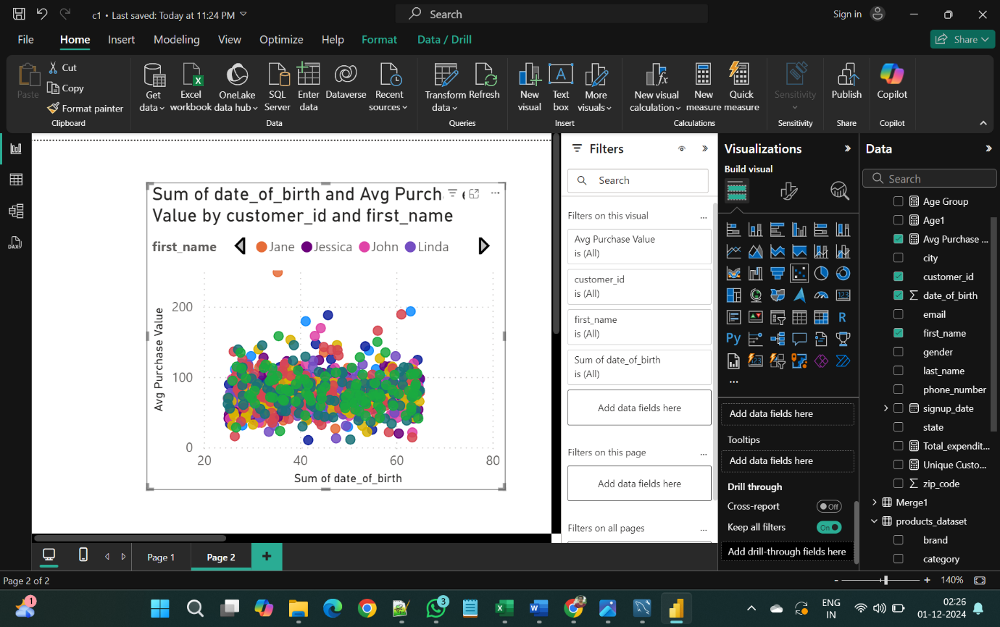 c1 • Last saved: Today at 11:24 PM
Search
Sign in
File Home Insert Modeling View Optimize Help Format Data / Drill
Share
Paste
Cut
Copy
Format painter
Clipboard
Get data
Excel workbook
OneLake data hub
SQL Server
Enter data
Dataverse
Recent sources
Data
Transform data
Refresh
Queries
New visual
Text box
More visuals
Insert
New visual calculation
New measure
Quick measure
Calculations
Sensitivity
Sensitivity
Publish
Share
Copilot
Copilot
DAX
Sum of date_of_birth and Avg Purch
Value by customer_id and first_name
first_name Jane Jessica John Linda
200
100
0
Avg Purchase Value
20 40 60 80
Sum of date_of_birth
Filters
Search
Filters on this visual ...
Avg Purchase Value
is (All)
customer_id
is (All)
first_name
is (All)
Sum of date_of_birth
is (All)
Add data fields here
Filters on this page ...
Add data fields here
Filters on all pages ...
Visualizations
Build visual
123
R
Py
123
...
Add data fields here
Tooltips
Add data fields here
Drill through
Cross-report Off
Keep all filters On
Add drill-through fields here
Data
Search
Age Group
Age1
Avg Purchase ...
city
customer_id
date_of_birth
email
first_name
gender
last_name
phone_number
signup_date
state
Total_expendit...
Unique Custo...
zip_code
Merge1
products_dataset
brand
category
Page 1 Page 2
Page 2 of 2
- + 140%
1
3
ENG
IN
02:26
01-12-2024